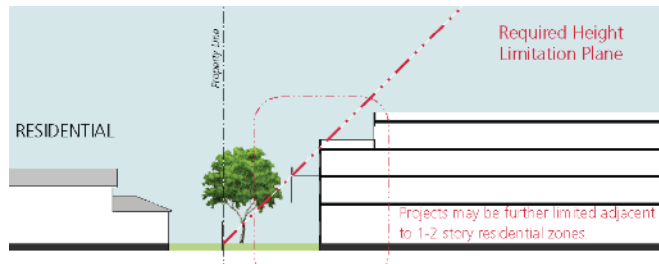 Required Height
Limitation Plane
Property Line
RESIDENTIAL
Projects may be further limited adjacent
to 1-2 story residential zones.